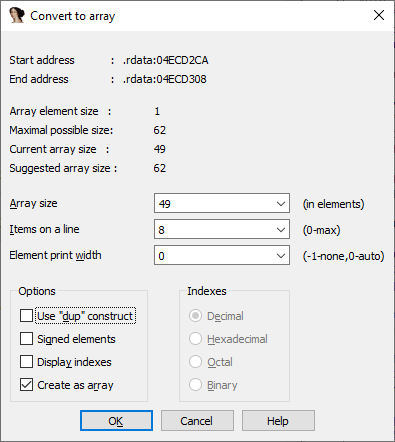 Convert to array
Start address : .rdata:04ECD2CA
End address : .rdata:04ECD308
Array element size : 1
Maximal possible size: 62
Current array size : 49
Suggested array size : 62
Array size 49 (in elements)
Items on a line 8 (0-max)
Element print width 0 (-1-none,0-auto)
Options
Use "dup" construct
Signed elements
Display indexes
Create as array
Indexes
Decimal
Hexadecimal
Octal
Binary
OK Cancel Help